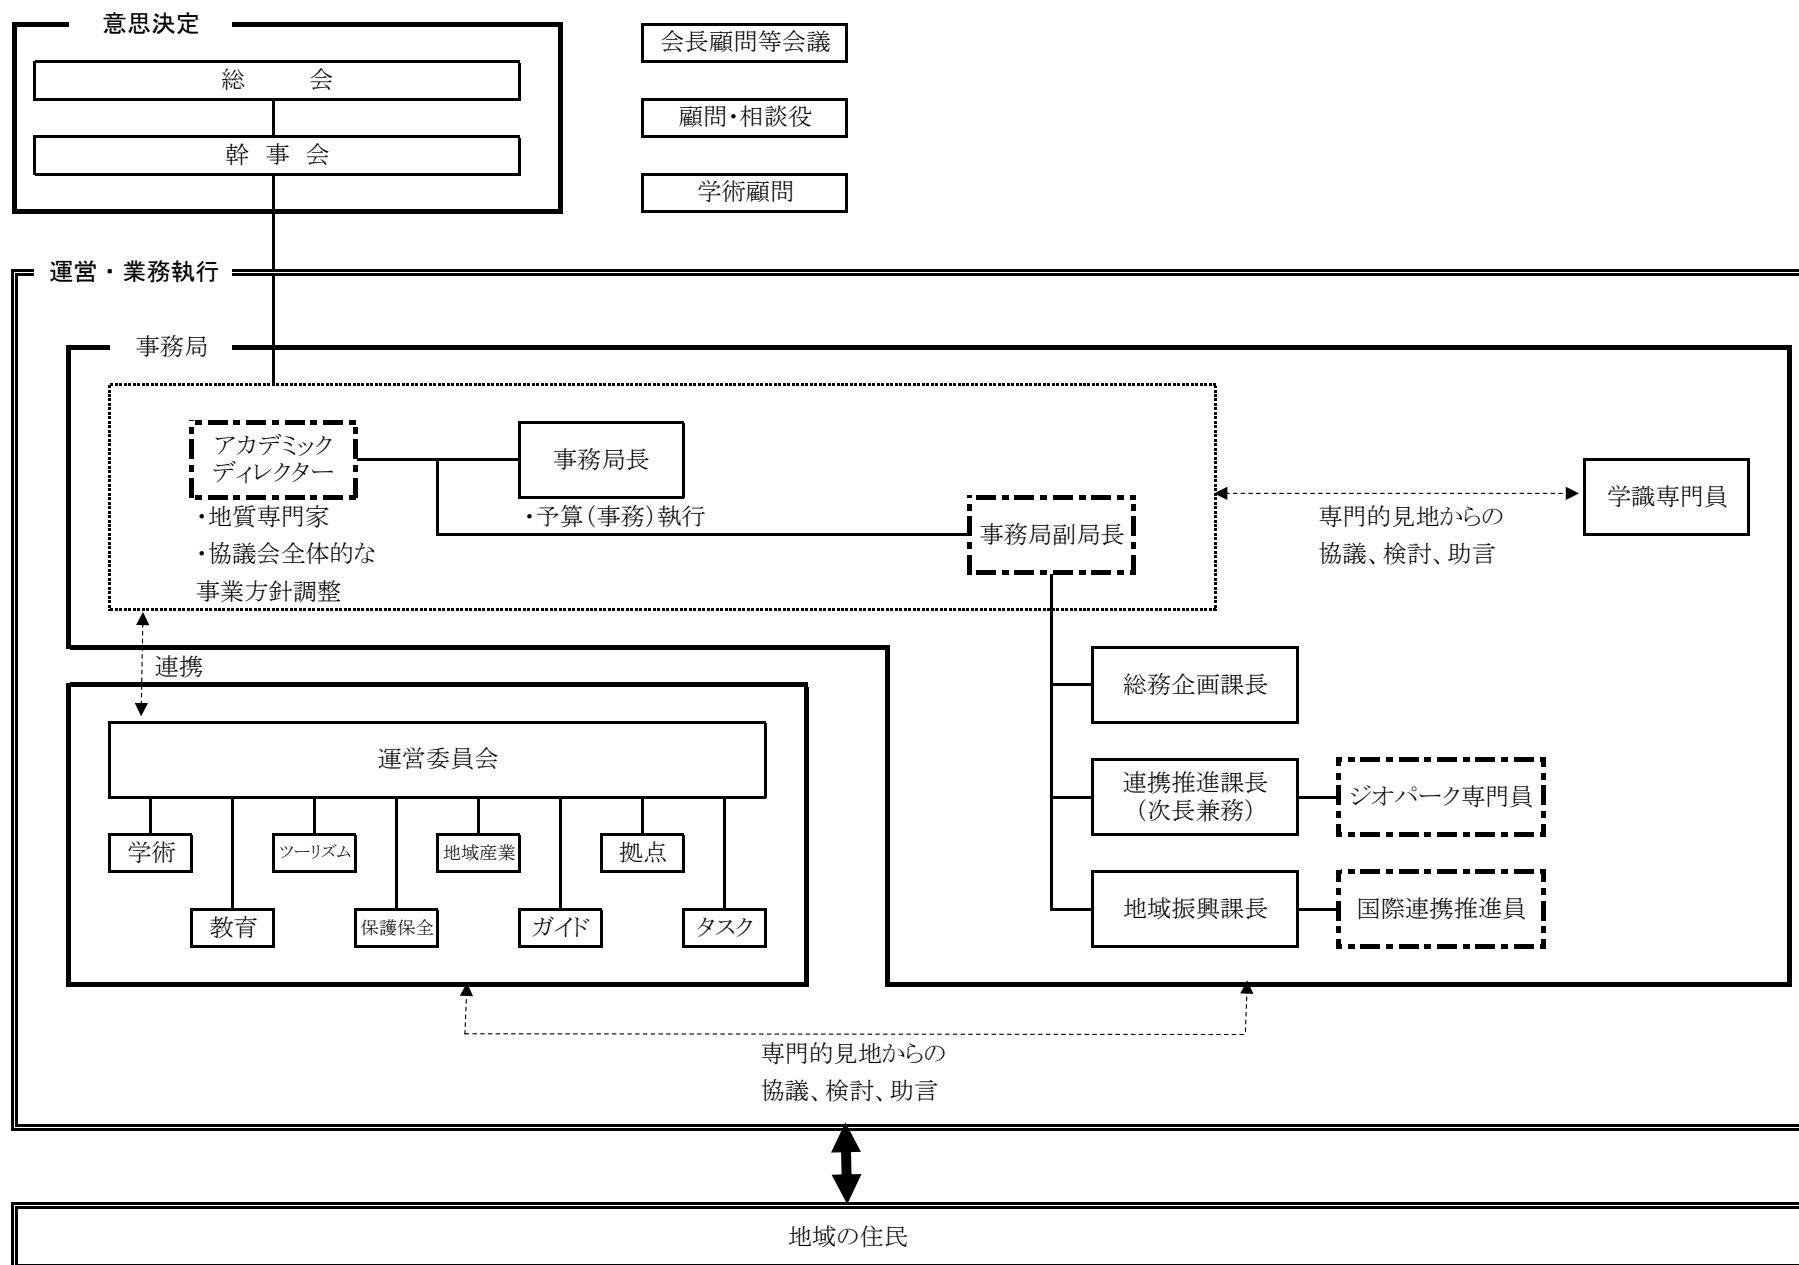 意思決定
総　会
幹 事 会
会長顧問等会議
顧問・相談役
学術顧問
運営・業務執行
事務局
アカデミック
ディレクター
・地質専門家
・協議会全体的な
事業方針調整
事務局長
・予算（事務）執行
事務局副局長
学識専門員
専門的見地からの
協議、検討、助言
連携
運営委員会
学術
ツーリズム
地域産業
拠点
教育
保護保全
ガイド
タスク
総務企画課長
連携推進課長
（次長兼務）
ジオパーク専門員
地域振興課長
国際連携推進員
専門的見地からの
協議、検討、助言
地域の住民